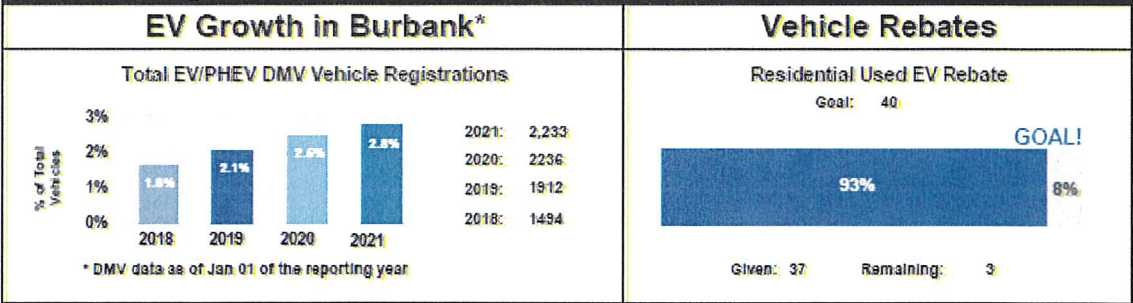 EV Growth in Burbank*
Total EV/PHEV DMV Vehicle Registrations
% of Total
Vehicles
3%
2%
1%
0%
2.1%
2.8%
2018
2019
2020
2021
2021: 2,233
2020: 2236
2019: 1912
2018: 1494
* DMV data as of Jan 01 of the reporting year
Vehicle Rebates
Residential Used EV Rebate
Goal: 40
GOAL!
93%
8%
Given: 37 Remaining: 3